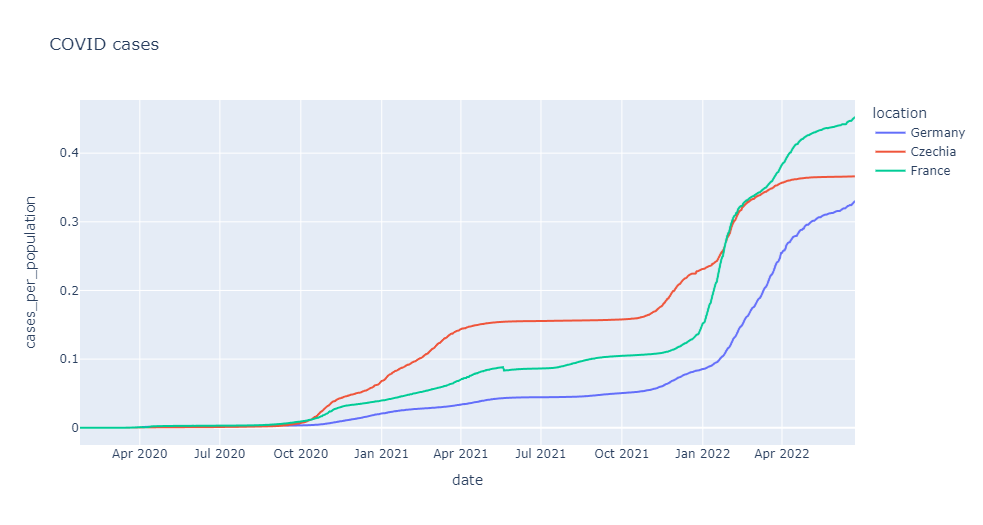 COVID cases
location
Germany
Czechia
France
cases_per_population
0.4
0.3
0.2
0.1
0
Apr 2020 Jul 2020 Oct 2020 Jan 2021 Apr 2021 Jul 2021 Oct 2021 Jan 2022 Apr 2022
date